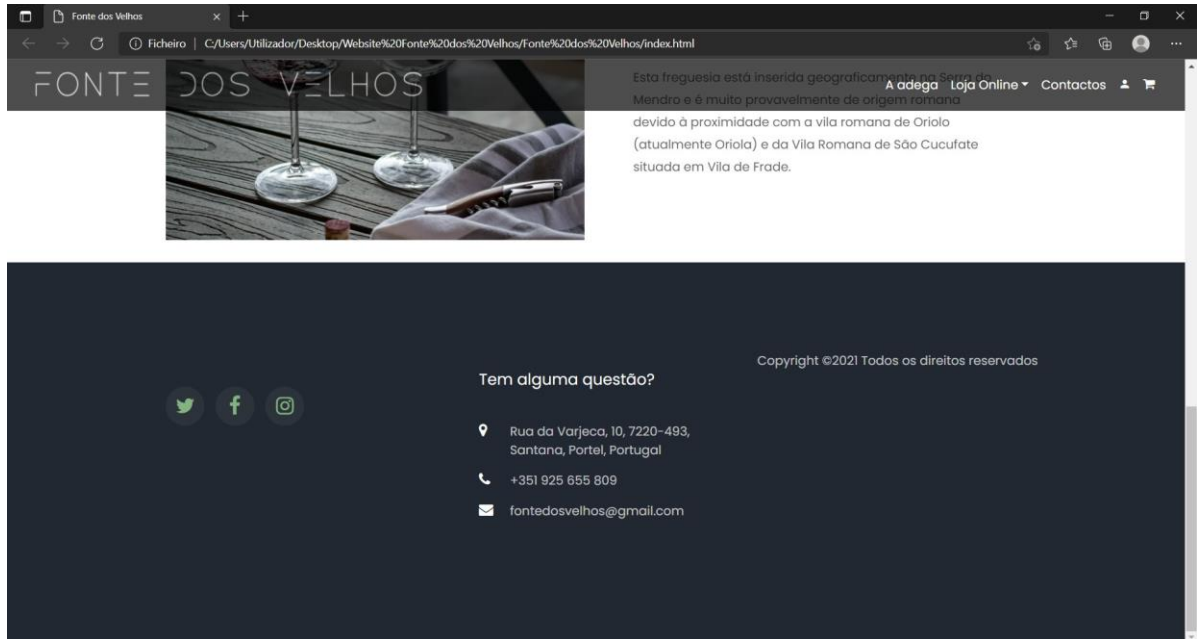 Fonte dos Velhos
Ficheiro | C:/Users/Utilizador/Desktop/Website%20Fonte%20dos%20Velhos/Fonte%20dos%20Velhos/index.html
FONTE DOS VELHOS
A adega Loja Online Contactos
Esta freguesia está inserida geograficamente na Serra do
Mendro e é muito provavelmente de origem romana
devido à proximidade com a vila romana de Oriolo
(atualmente Oriola) e da Vila Romana de São Cucufate
situada em Vila de Frade.
Tem alguma questão?
Rua da Varjeca, 10, 7220-493,
Santana, Portel, Portugal
+351 925 655 809
fontedosvelhos@gmail.com
Copyright ©2021 Todos os direitos reservados